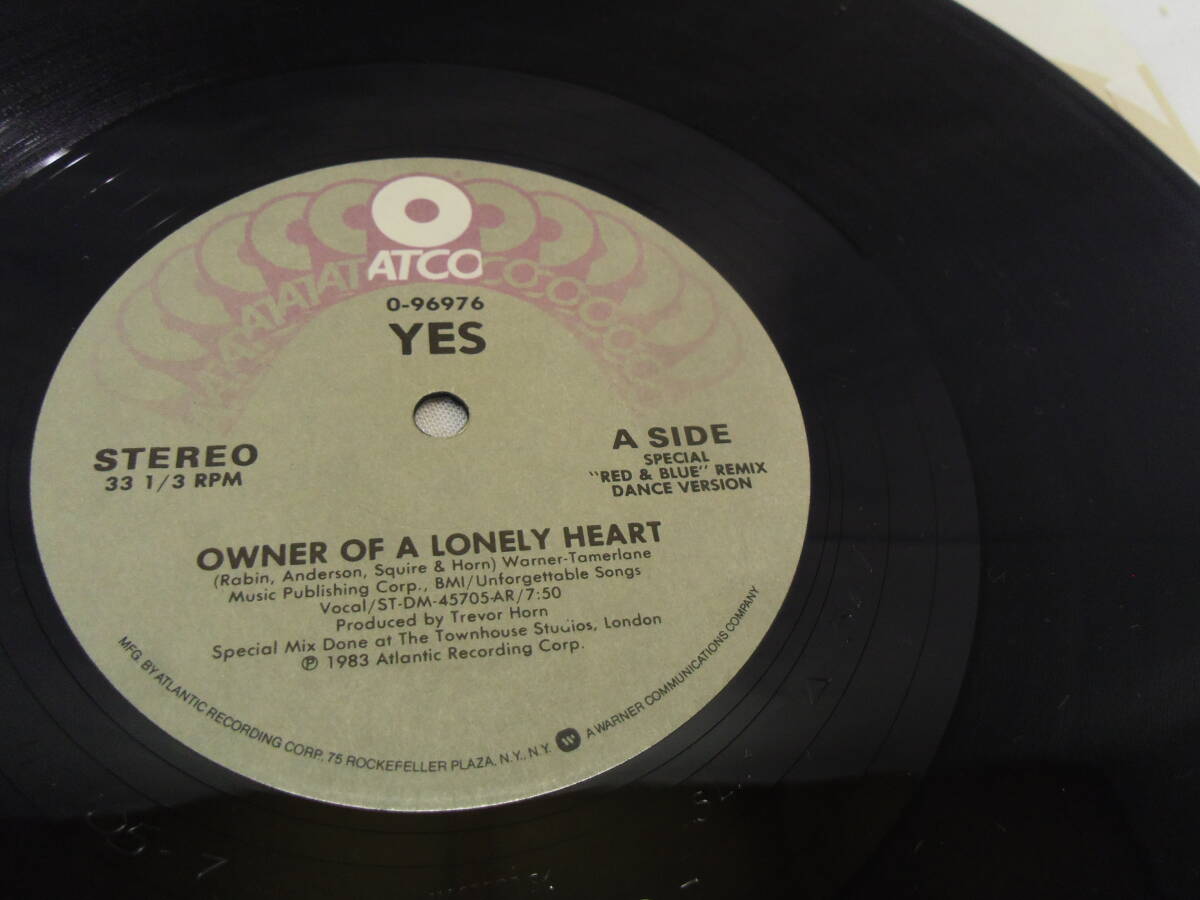 ATCO
0-96976
YES
STEREO
33 1/3 RPM
A SIDE
SPECIAL
"RED & BLUE" REMIX
DANCE VERSION
OWNER OF A LONELY HEART
(Rabin, Anderson, Squire & Horn) Warner-Tamerlane
Music Publishing Corp., BMI/Unforgettable Songs
Vocal/ST-DM-45705-AR/7:50
Produced by Trevor Horn
Special Mix Done at The Townhouse Studios, London
℗ 1983 Atlantic Recording Corp.
MFG. BY ATLANTIC RECORDING CORP., 75 ROCKEFELLER PLAZA, N.Y., N.Y. A WARNER COMMUNICATIONS COMPANY